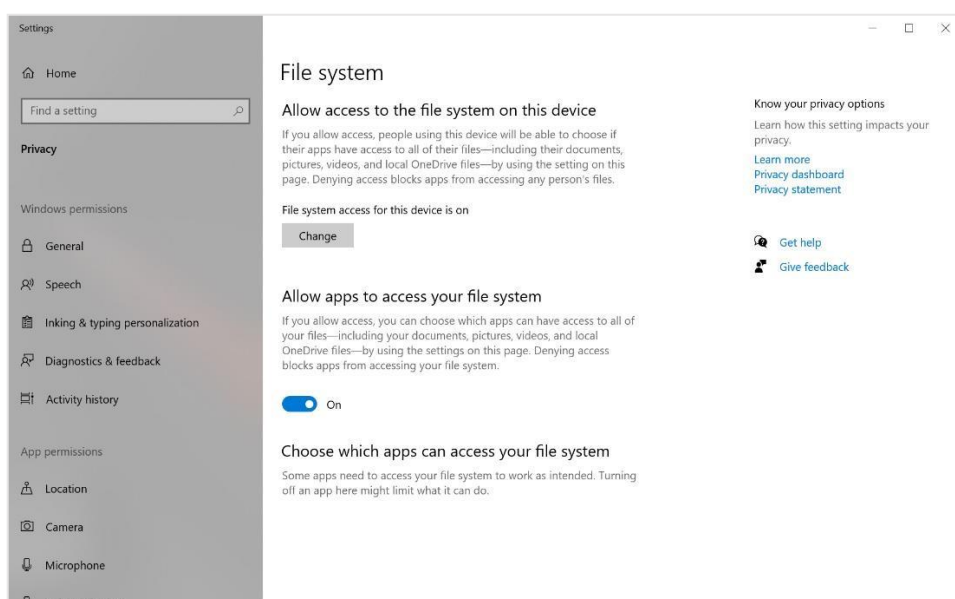 Settings
Home
Find a setting
Privacy
Windows permissions
General
Speech
Inking & typing personalization
Diagnostics & feedback
Activity history
App permissions
Location
Camera
Microphone
File system
Allow access to the file system on this device
If you allow access, people using this device will be able to choose if
their apps have access to all of their files—including their documents,
pictures, videos, and local OneDrive files—by using the setting on this
page. Denying access blocks apps from accessing any person's files.
File system access for this device is on
Change
Allow apps to access your file system
If you allow access, you can choose which apps can have access to all of
your files—including your documents, pictures, videos, and local
OneDrive files—by using the settings on this page. Denying access
blocks apps from accessing your file system.
On
Choose which apps can access your file system
Some apps need to access your file system to work as intended. Turning
off an app here might limit what it can do.
Know your privacy options
Learn how this setting impacts your
privacy.
Learn more
Privacy dashboard
Privacy statement
Get help
Give feedback